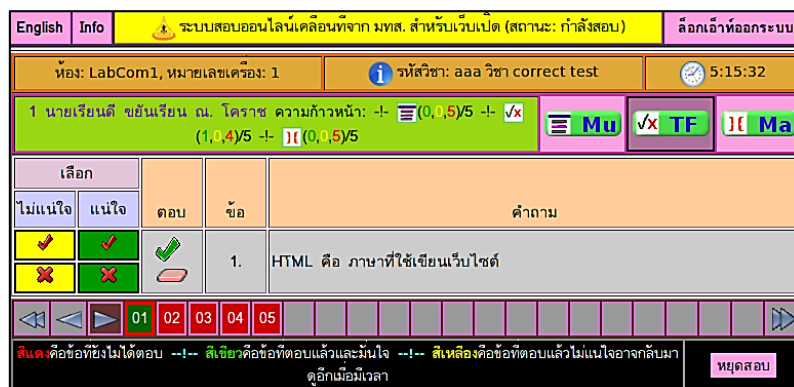 English Info ระบบสอบออนไลน์เคลื่อนที่จาก มทส. สำหรับเว็บเปิด (สถานะ: กำลังสอบ) ล็อกเอ้าท์ออกระบบ
ห้อง: LabCom1, หมายเลขเครื่อง: 1 รหัสวิชา: aaa วิชา correct test 5:15:32
1 นายเรียนดี ขยันเรียน ณ. โคราช ความก้าวหน้า: -!- (0,0,5)/5 -!- √x
(1,0,4)/5 -!- )( (0,0,5)/5
Mu √x TF )( Ma
เลือก
ไม่แน่ใจ แน่ใจ ตอบ ข้อ คำถาม
1. HTML คือ ภาษาที่ใช้เขียนเว็บไซต์
01 02 03 04 05
สีแดงคือข้อที่ยังไม่ได้ตอบ --!-- สีเขียวคือข้อที่ตอบแล้วและมั่นใจ --!-- สีเหลืองคือข้อที่ตอบแล้วไม่แน่ใจอาจกลับมา
ดูอีกเมื่อมีเวลา
หยุดสอบ